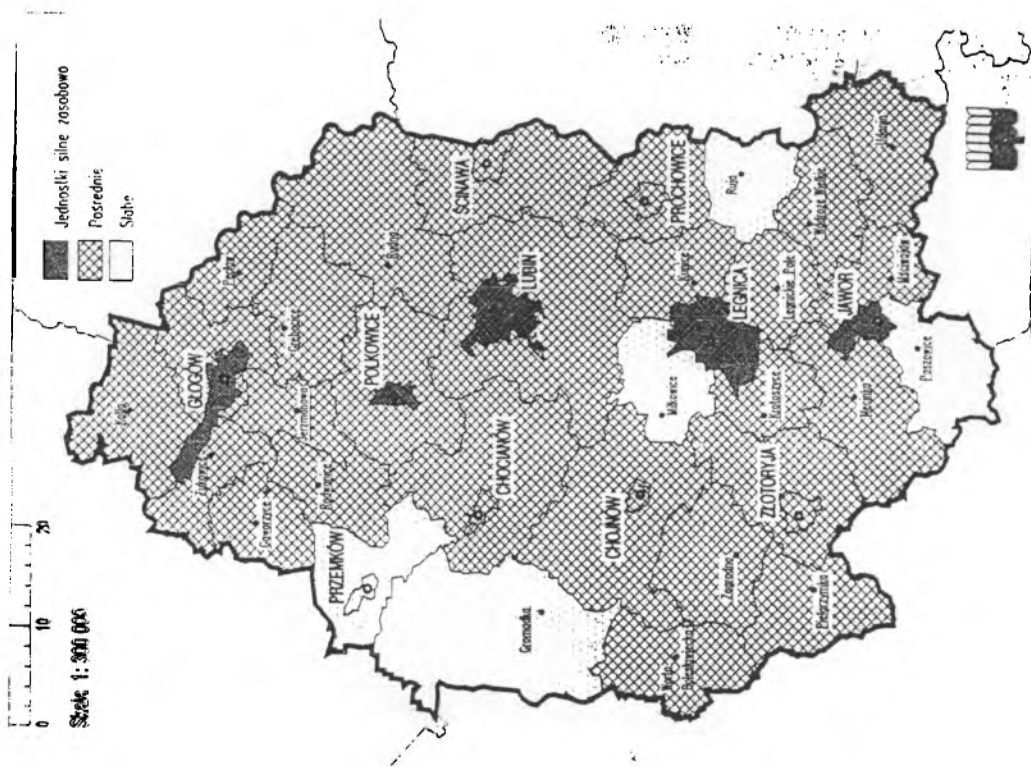 0 10 20
Skala 1: 300 000
Jednostki silne zasobowo
Pośrednie
Słabe
GŁOGÓW
Żukowice
Gaworzyce
Radwanice
Jerzmanowa
Grębocice
Pęcław
Rudna
POLKOWICE
PRZEMKÓW
ŚCINAWA
LUBIN
CHOCIANÓW
Gromadka
CHOJNÓW
Miłkowice
Kunice
PROCHOWICE
Ruja
LEGNICA
Legnickie Pole
Krotoszyce
ZŁOTORYJA
Zagrodno
Pielgrzymka
JAWOR
Męcinka
Paszowice
Mściwojów
Wądroże Wielkie
Udanin